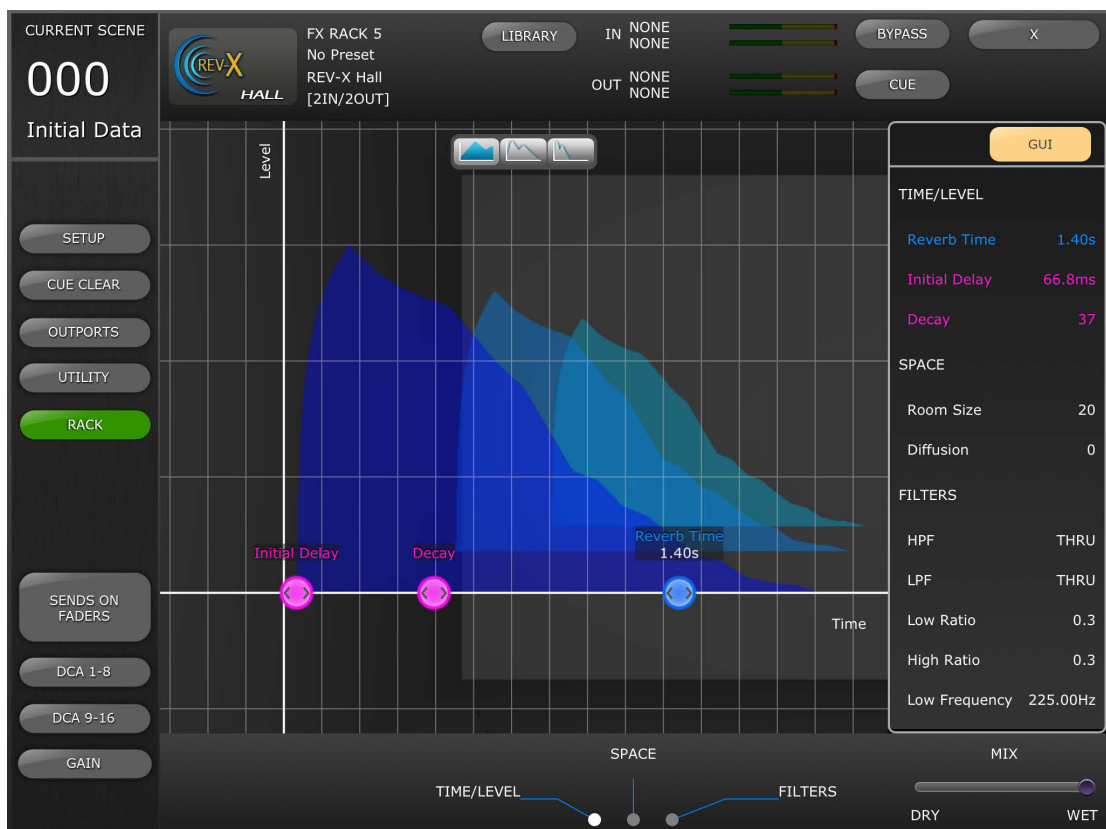 CURRENT SCENE
000
Initial Data
REV-X
HALL
FX RACK 5
No Preset
REV-X Hall
[2IN/2OUT]
LIBRARY
IN NONE
NONE
OUT NONE
NONE
BYPASS
X
CUE
SETUP
CUE CLEAR
OUTPORTS
UTILITY
RACK
SENDS ON
FADERS
DCA 1-8
DCA 9-16
GAIN
Level
Initial Delay
Decay
Reverb Time
1.40s
Time
GUI
TIME/LEVEL
Reverb Time 1.40s
Initial Delay 66.8ms
Decay 37
SPACE
Room Size 20
Diffusion 0
FILTERS
HPF THRU
LPF THRU
Low Ratio 0.3
High Ratio 0.3
Low Frequency 225.00Hz
SPACE
TIME/LEVEL
FILTERS
MIX
DRY WET